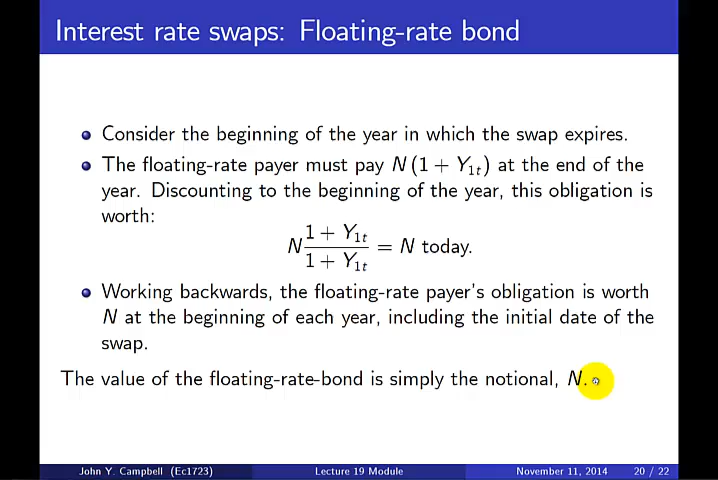 Interest rate swaps: Floating-rate bond
Consider the beginning of the year in which the swap expires.
The floating-rate payer must pay N (1 + Y₁ₜ) at the end of the
year. Discounting to the beginning of the year, this obligation is
worth:
N (1 + Y₁ₜ)/(1 + Y₁ₜ) = N today.
Working backwards, the floating-rate payer's obligation is worth
N at the beginning of each year, including the initial date of the
swap.
The value of the floating-rate-bond is simply the notional, N.
John Y. Campbell (Ec1723) Lecture 19 Module November 11, 2014 20 / 22